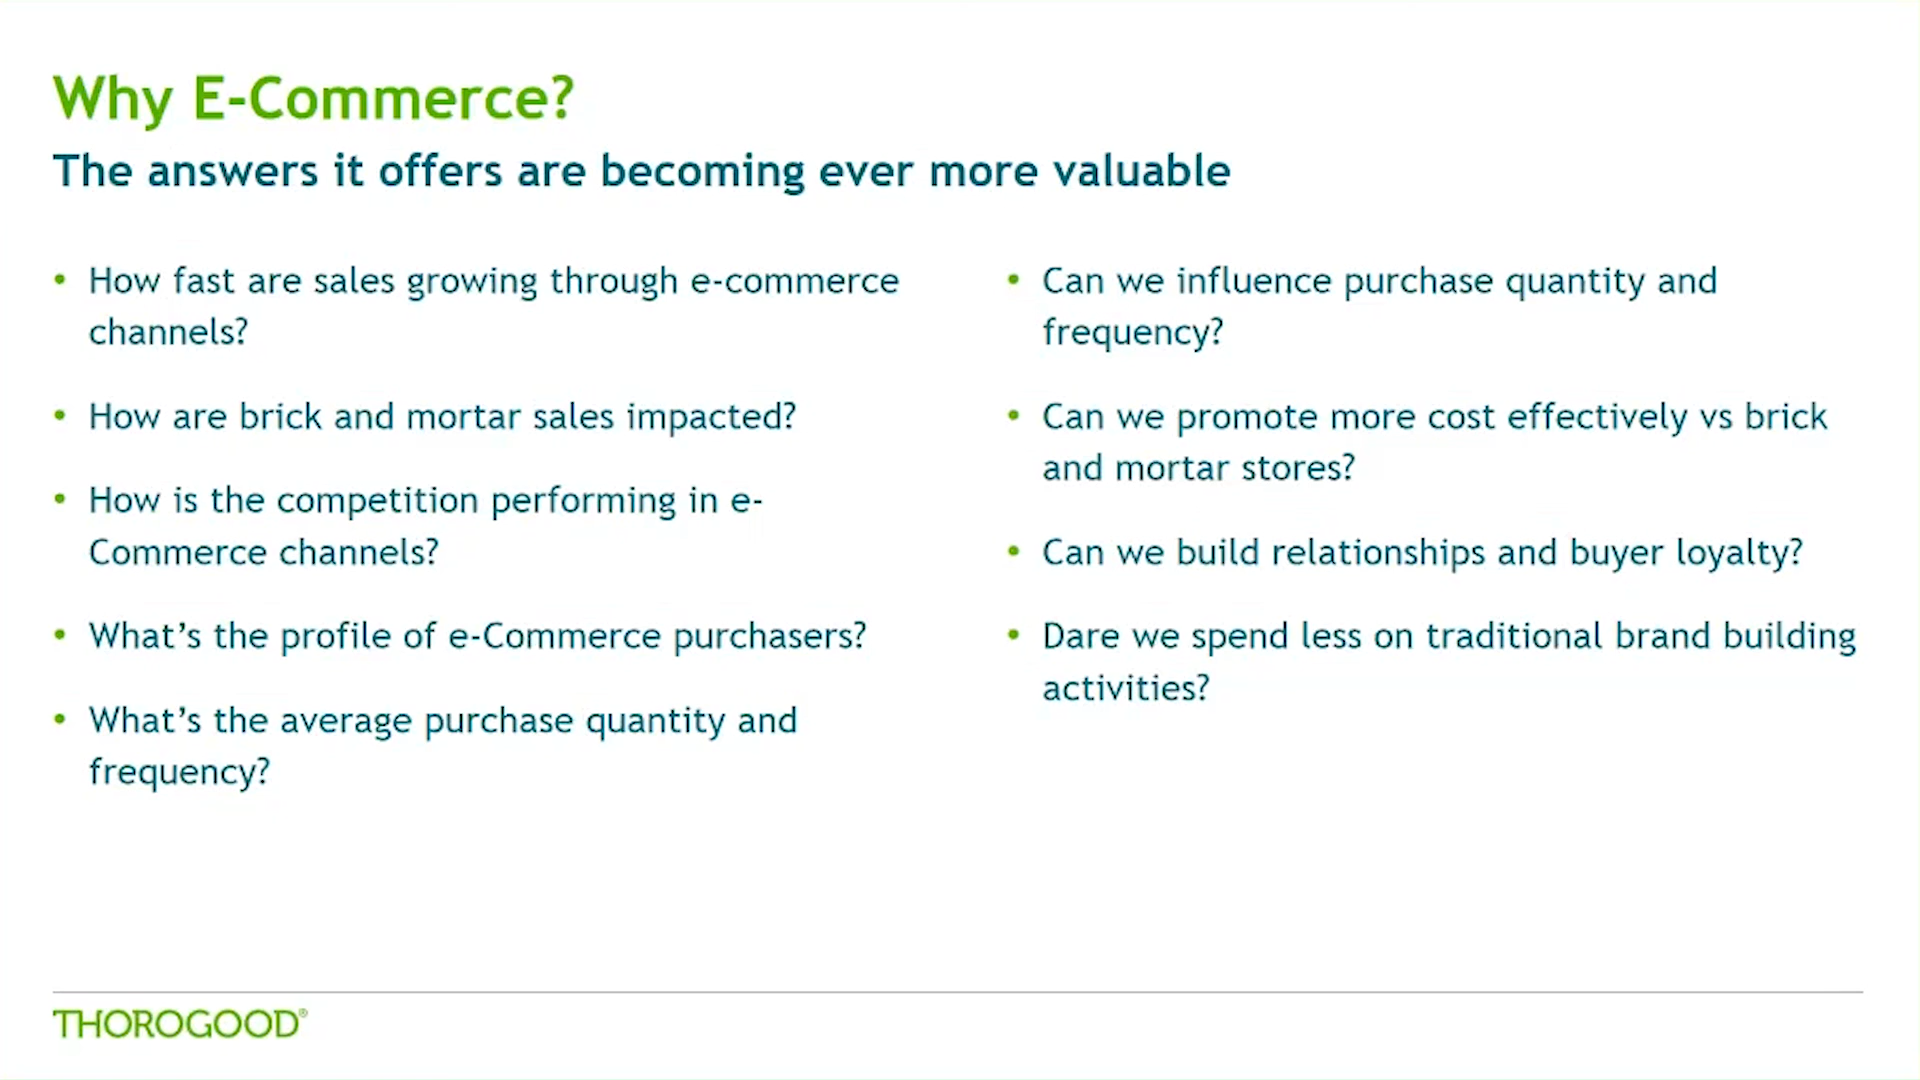 Why E-Commerce?
The answers it offers are becoming ever more valuable
• How fast are sales growing through e-commerce
channels?
• How are brick and mortar sales impacted?
• How is the competition performing in e-
Commerce channels?
• What’s the profile of e-Commerce purchasers?
• What’s the average purchase quantity and
frequency?
• Can we influence purchase quantity and
frequency?
• Can we promote more cost effectively vs brick
and mortar stores?
• Can we build relationships and buyer loyalty?
• Dare we spend less on traditional brand building
activities?
THOROGOOD®